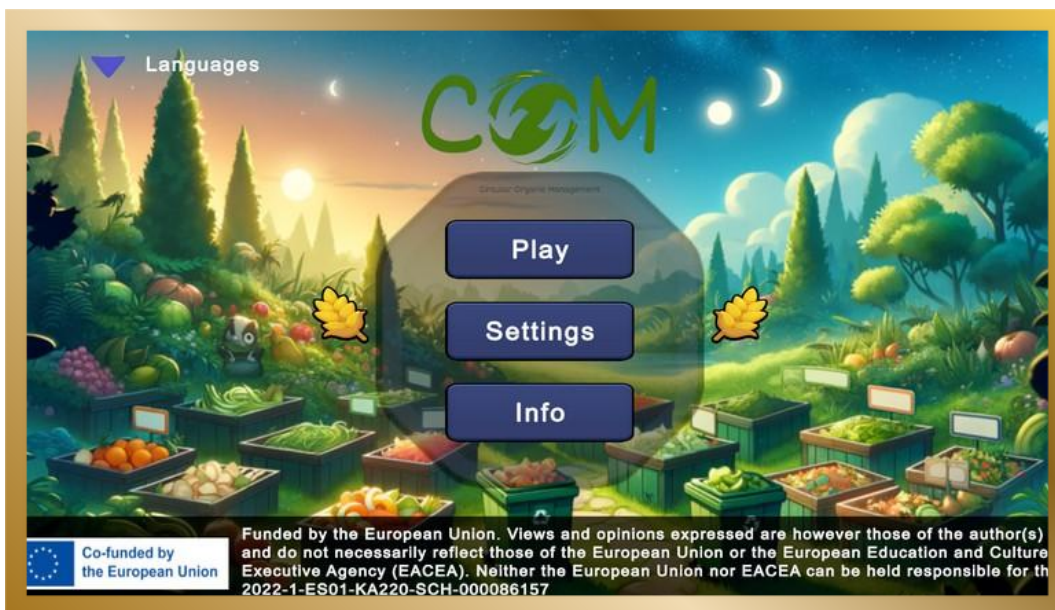 Languages
COM
Circular Organic Management
Play
Settings
Info
Co-funded by
the European Union
Funded by the European Union. Views and opinions expressed are however those of the author(s)
and do not necessarily reflect those of the European Union or the European Education and Culture
Executive Agency (EACEA). Neither the European Union nor EACEA can be held responsible for th
2022-1-ES01-KA220-SCH-000086157